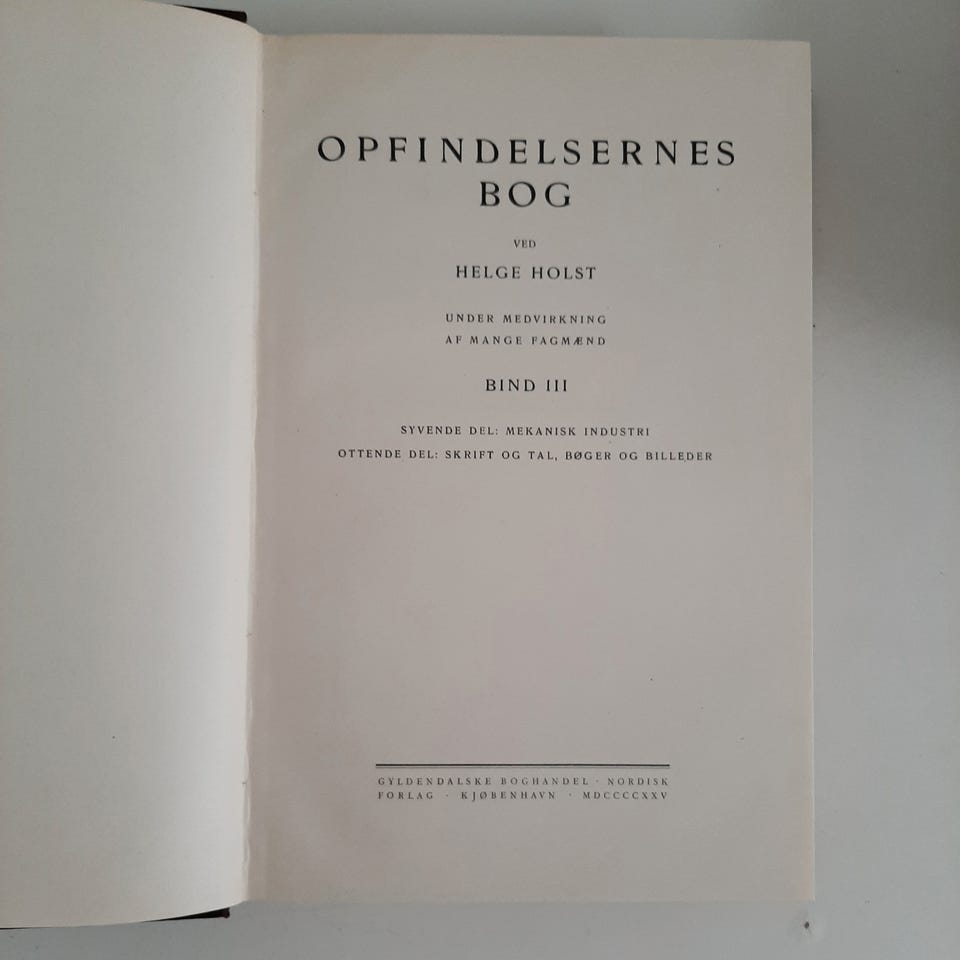 OPFINDELSERNES
BOG
VED
HELGE HOLST
UNDER MEDVIRKNING
AF MANGE FAGMÆND
BIND III
SYVENDE DEL: MEKANISK INDUSTRI
OTTENDE DEL: SKRIFT OG TAL, BØGER OG BILLEDER
GYLDENDALSKE BOGHANDEL · NORDISK
FORLAG · KJØBENHAVN · MDCCCCXXV